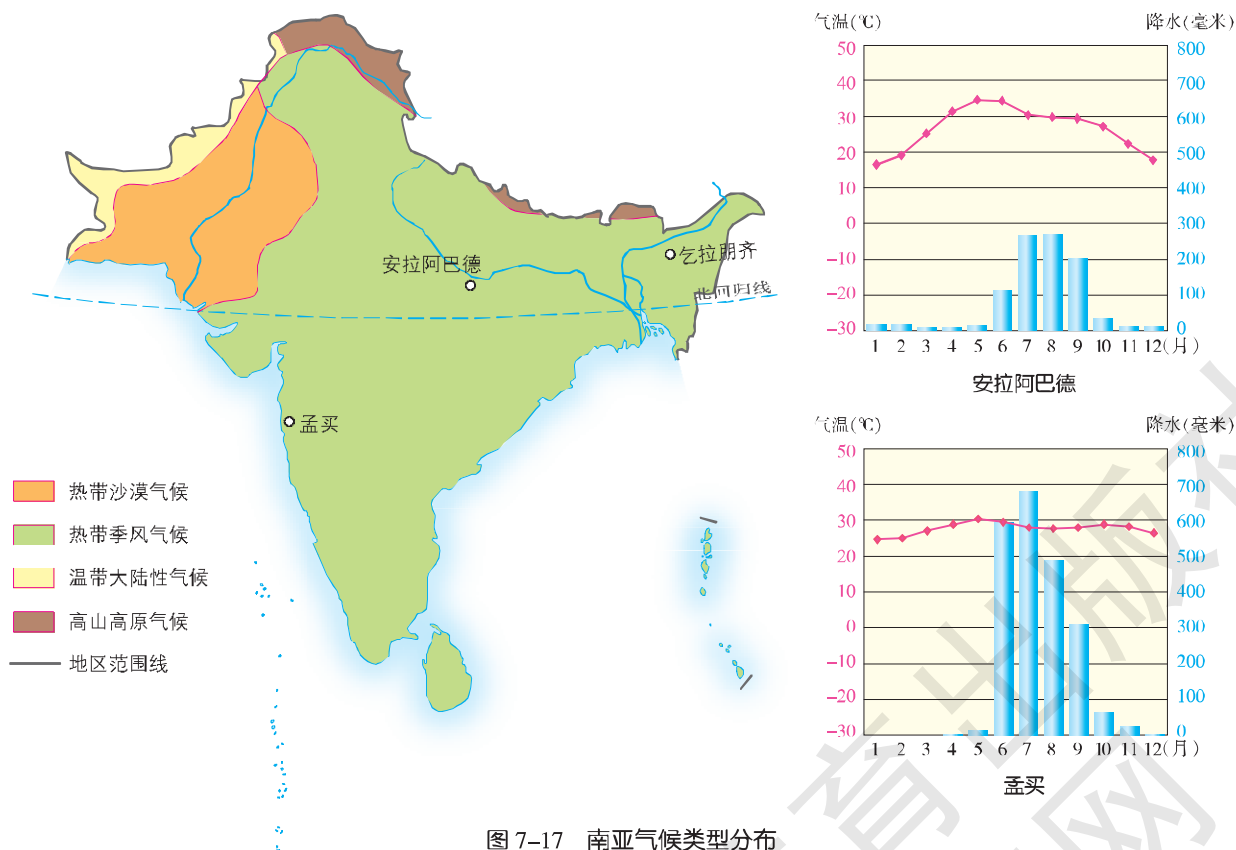 安拉阿巴德
乞拉朋齐
北回归线
孟买
热带沙漠气候
热带季风气候
温带大陆性气候
高山高原气候
地区范围线
气温(℃) 降水(毫米)
50 800
40 700
30 600
20 500
10 400
0 300
-10 200
-20 100
-30 0
1 2 3 4 5 6 7 8 9 10 11 12(月)
安拉阿巴德
气温(℃) 降水(毫米)
50 800
40 700
30 600
20 500
10 400
0 300
-10 200
-20 100
-30 0
1 2 3 4 5 6 7 8 9 10 11 12(月)
孟买
图 7-17 南亚气候类型分布
育出版社
网